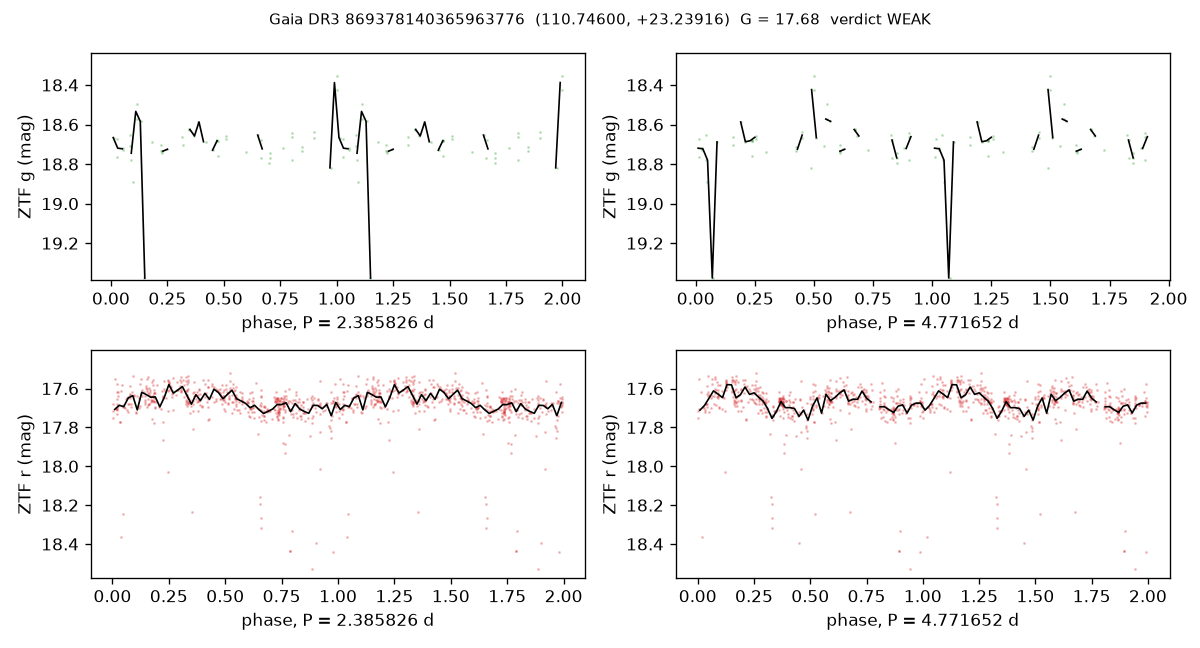 Gaia DR3 869378140365963776  (110.74600, +23.23916)  G = 17.68  verdict WEAK
ZTF g (mag)
18.4
18.6
18.8
19.0
19.2
0.00 0.25 0.50 0.75 1.00 1.25 1.50 1.75 2.00
phase, P = 2.385826 d
ZTF g (mag)
18.4
18.6
18.8
19.0
19.2
0.00 0.25 0.50 0.75 1.00 1.25 1.50 1.75 2.00
phase, P = 4.771652 d
ZTF r (mag)
17.6
17.8
18.0
18.2
18.4
0.00 0.25 0.50 0.75 1.00 1.25 1.50 1.75 2.00
phase, P = 2.385826 d
ZTF r (mag)
17.6
17.8
18.0
18.2
18.4
0.00 0.25 0.50 0.75 1.00 1.25 1.50 1.75 2.00
phase, P = 4.771652 d